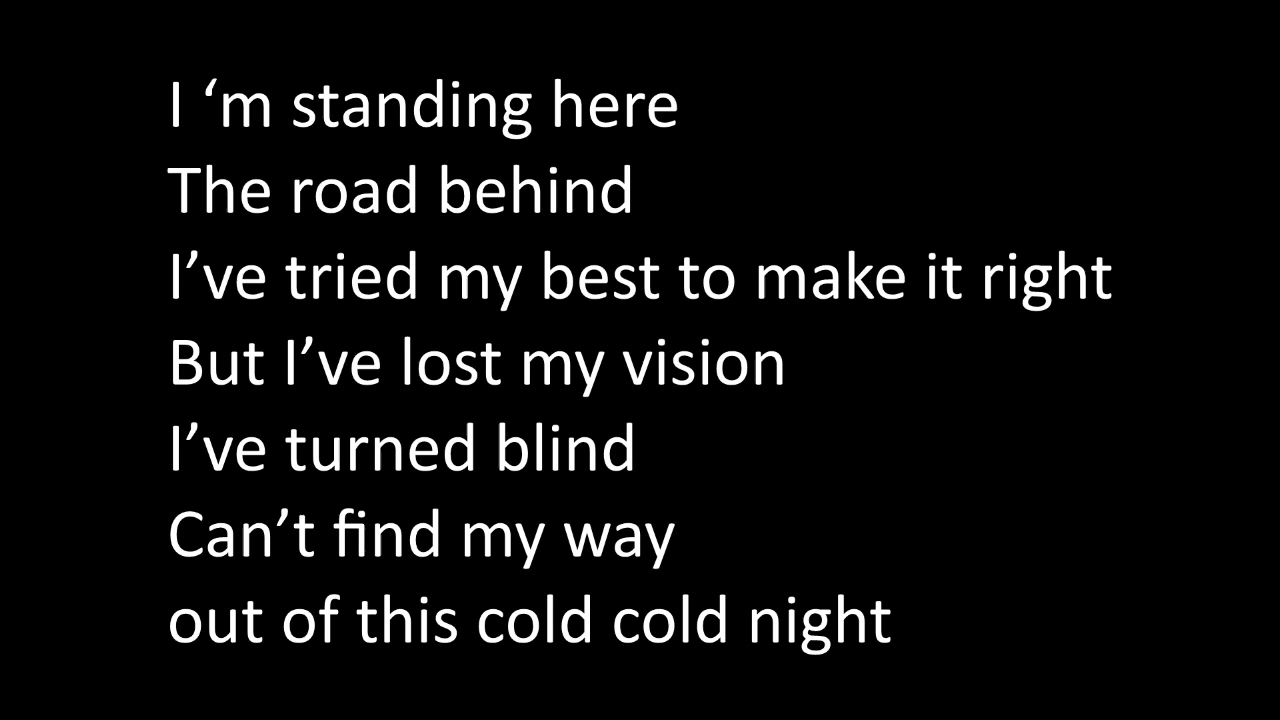 I ‘m standing here
The road behind
I’ve tried my best to make it right
But I’ve lost my vision
I’ve turned blind
Can’t find my way
out of this cold cold night